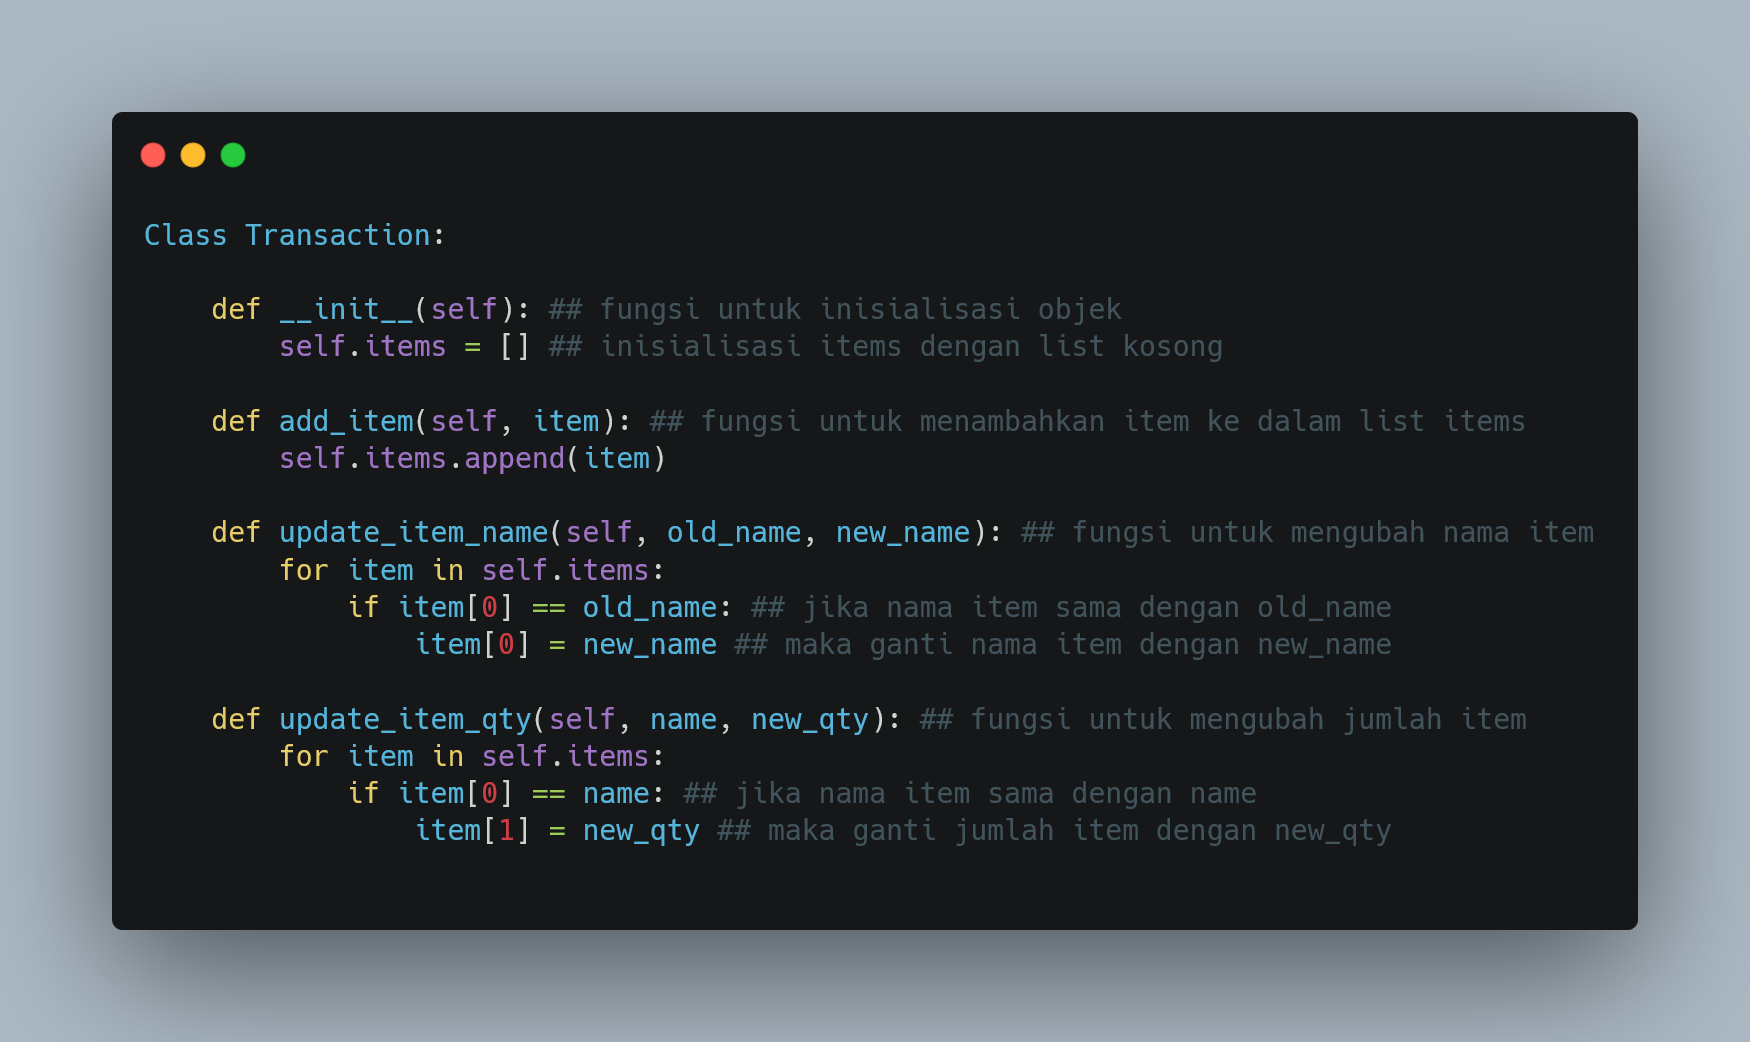 Class Transaction:
    def __init__(self): ## fungsi untuk inisialisasi objek
        self.items = [] ## inisialisasi items dengan list kosong
    def add_item(self, item): ## fungsi untuk menambahkan item ke dalam list items
        self.items.append(item)
    def update_item_name(self, old_name, new_name): ## fungsi untuk mengubah nama item
        for item in self.items:
            if item[0] == old_name: ## jika nama item sama dengan old_name
                item[0] = new_name ## maka ganti nama item dengan new_name
    def update_item_qty(self, name, new_qty): ## fungsi untuk mengubah jumlah item
        for item in self.items:
            if item[0] == name: ## jika nama item sama dengan name
                item[1] = new_qty ## maka ganti jumlah item dengan new_qty